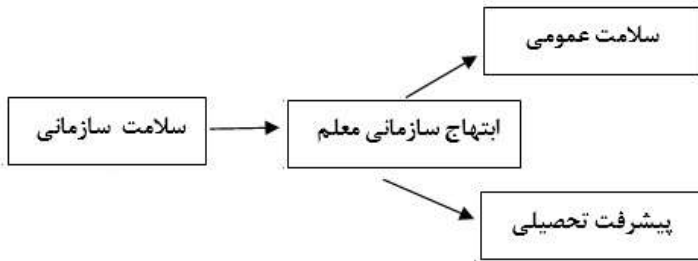 سلامت عمومی
سلامت سازمانی
ابتهاج سازمانی معلم
پیشرفت تحصیلی